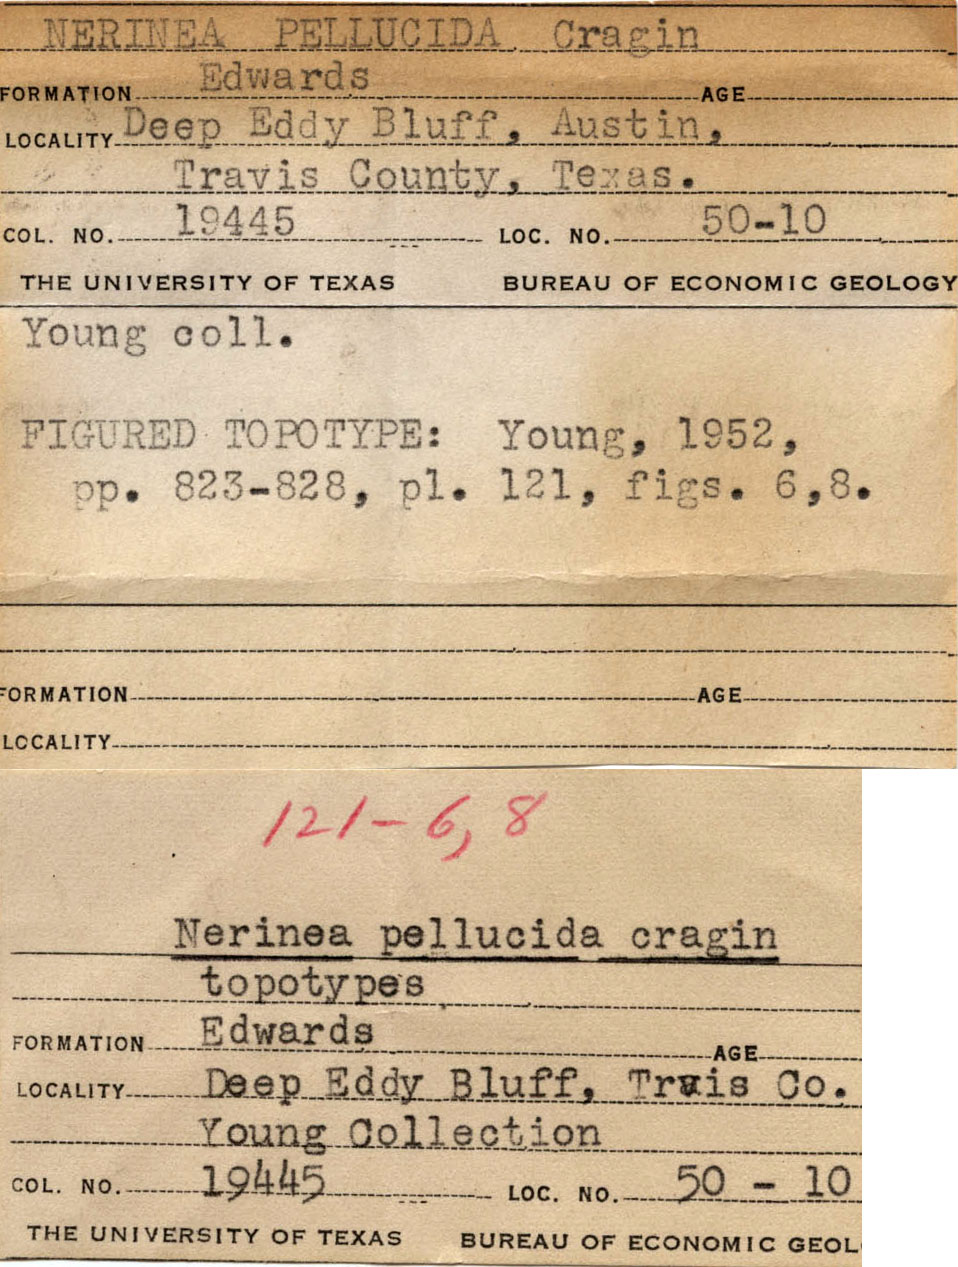 NERINEA PELLUCIDA Cragin
FORMATION Edwards AGE
LOCALITY Deep Eddy Bluff, Austin,
Travis County, Texas.
COL. NO. 19445 LOC. NO. 50-10
THE UNIVERSITY OF TEXAS BUREAU OF ECONOMIC GEOLOGY
Young coll.
FIGURED TOPOTYPE: Young, 1952,
pp. 823-828, pl. 121, figs. 6,8.
FORMATION AGE
LOCALITY
121-6, 8
Nerinea pellucida cragin
topotypes
FORMATION Edwards AGE
LOCALITY Deep Eddy Bluff, Trvis Co.
Young Collection
COL. NO. 19445 LOC. NO. 50 - 10
THE UNIVERSITY OF TEXAS BUREAU OF ECONOMIC GEOL